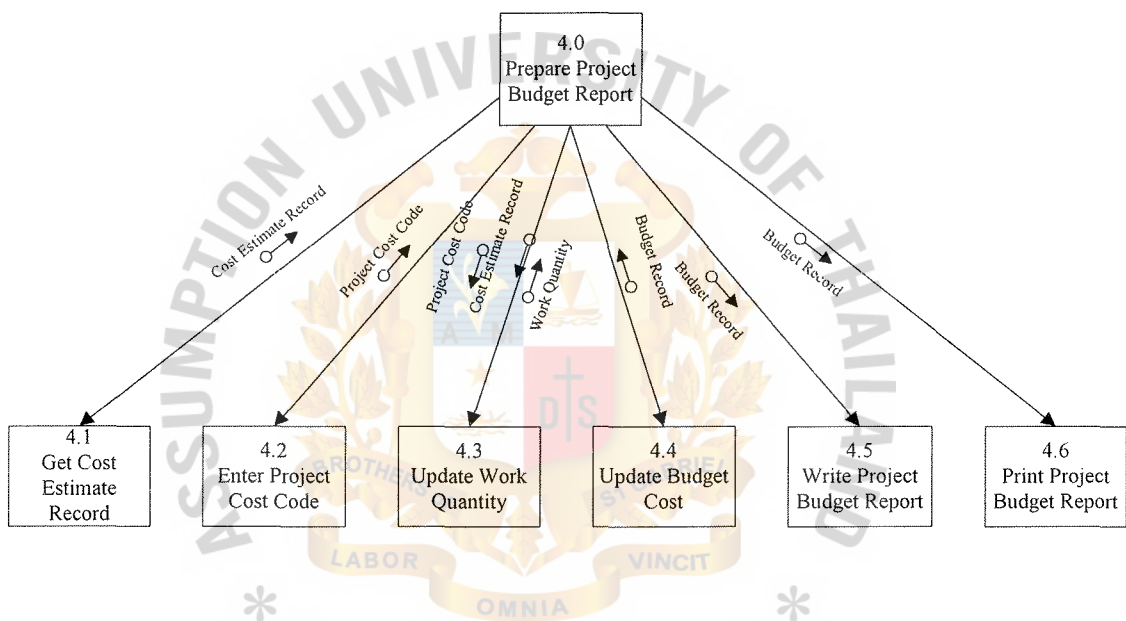 4.0
Prepare Project
Budget Report
Cost Estimate Record
Project Cost Code
Project Cost Code
Cost Estimate Record
Work Quantity
Budget Record
Budget Record
Budget Record
4.1
Get Cost
Estimate
Record
4.2
Enter Project
Cost Code
4.3
Update Work
Quantity
4.4
Update Budget
Cost
4.5
Write Project
Budget Report
4.6
Print Project
Budget Report
ASSUMPTION UNIVERSITY OF THAILAND
A M
D S
BROTHERS
ST GABRIEL
LABOR
VINCIT
OMNIA
* *